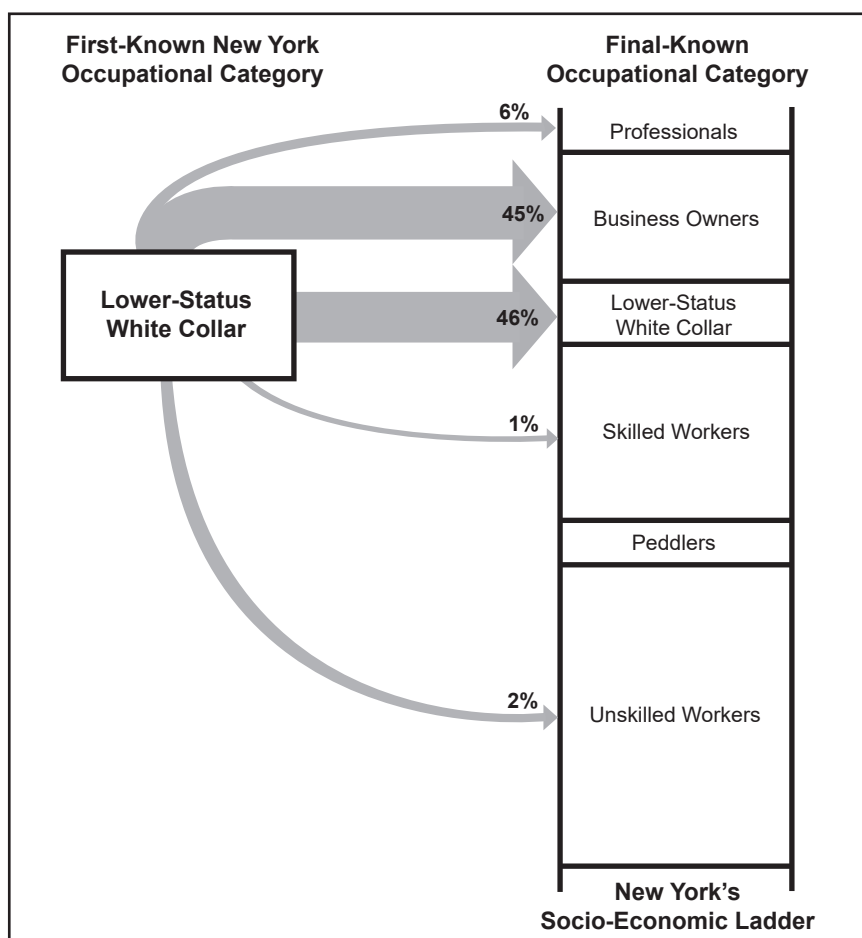 First-Known New York
Occupational Category
Final-Known
Occupational Category
6%
Professionals
45%
Business Owners
Lower-Status
White Collar
46%
Lower-Status
White Collar
1%
Skilled Workers
Peddlers
2%
Unskilled Workers
New York's
Socio-Economic Ladder